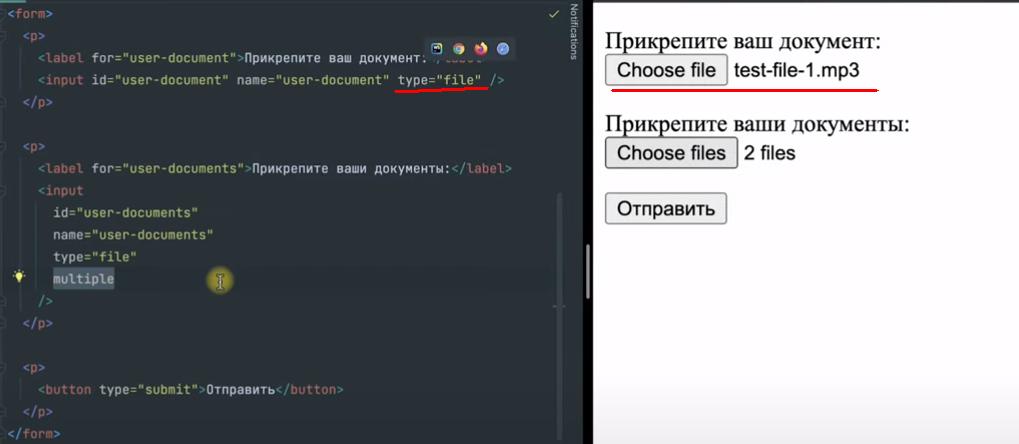 <form>
<p>
<label for="user-document">Прикрепите ваш документ:</label>
<input id="user-document" name="user-document" type="file" />
</p>
<p>
<label for="user-documents">Прикрепите ваши документы:</label>
<input
id="user-documents"
name="user-documents"
type="file"
multiple
/>
</p>
<p>
<button type="submit">Отправить</button>
</p>
</form>
Notifications
Прикрепите ваш документ:
Choose file test-file-1.mp3
Прикрепите ваши документы:
Choose files 2 files
Отправить